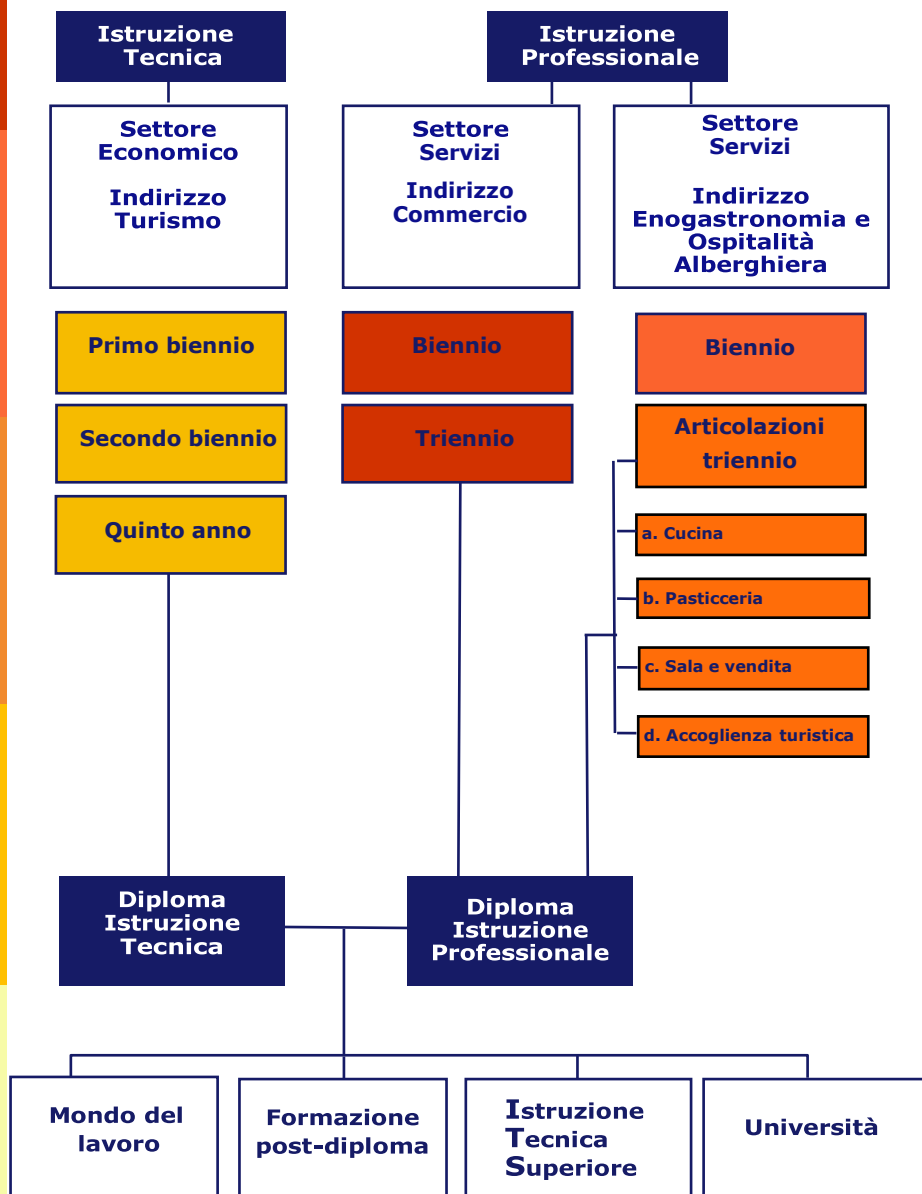 Istruzione
Tecnica
Istruzione
Professionale
Settore
Economico
Indirizzo
Turismo
Settore
Servizi
Indirizzo
Commercio
Settore
Servizi
Indirizzo
Enogastronomia e
Ospitalità
Alberghiera
Primo biennio
Biennio
Biennio
Secondo biennio
Triennio
Articolazioni
triennio
Quinto anno
a. Cucina
b. Pasticceria
c. Sala e vendita
d. Accoglienza turistica
Diploma
Istruzione
Tecnica
Diploma
Istruzione
Professionale
Mondo del
lavoro
Formazione
post-diploma
Istruzione
Tecnica
Superiore
Università